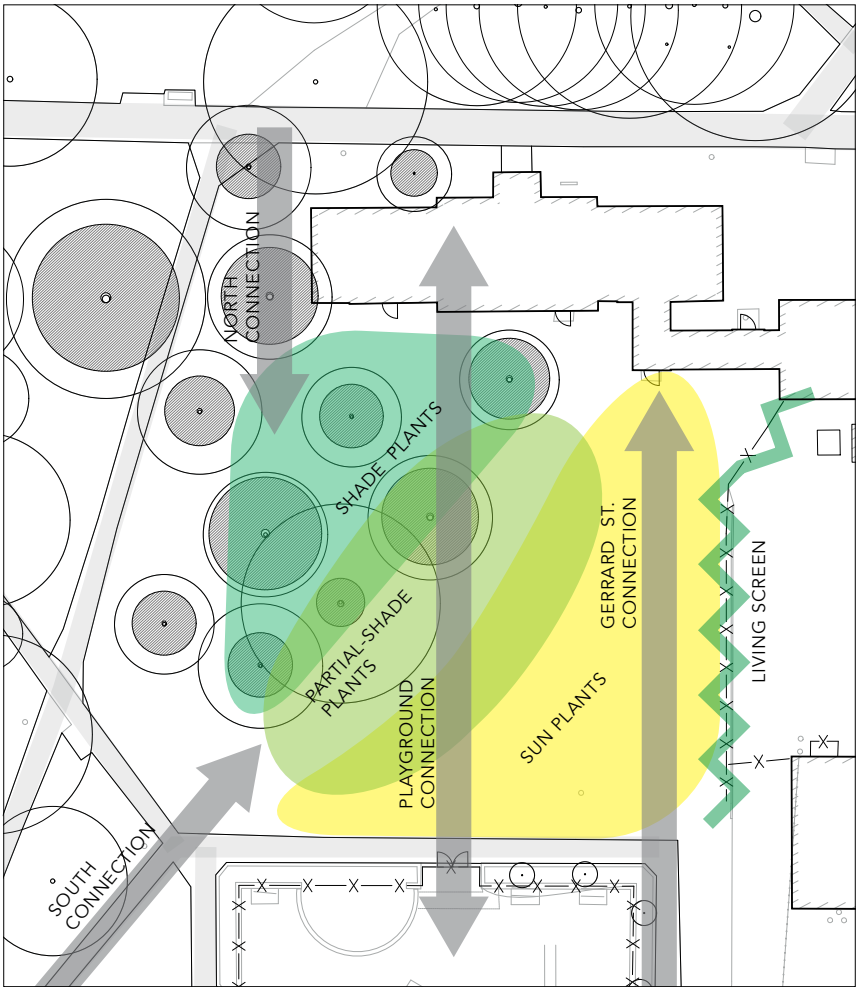 NORTH
CONNECTION
SHADE PLANTS
PARTIAL-SHADE
PLANTS
GERRARD ST.
CONNECTION
LIVING SCREEN
SUN PLANTS
PLAYGROUND
CONNECTION
SOUTH
CONNECTION